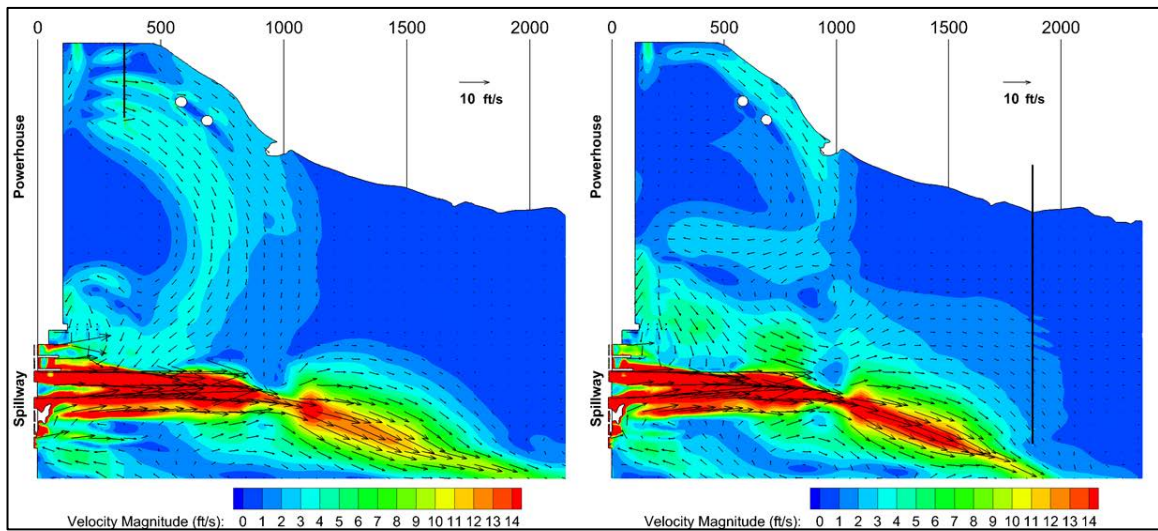 0 500 1000 1500 2000
10 ft/s
Powerhouse
Spillway
0 1 2 3 4 5 6 7 8 9 10 11 12 13 14
Velocity Magnitude (ft/s):
0 500 1000 1500 2000
10 ft/s
Powerhouse
Spillway
0 1 2 3 4 5 6 7 8 9 10 11 12 13 14
Velocity Magnitude (ft/s):